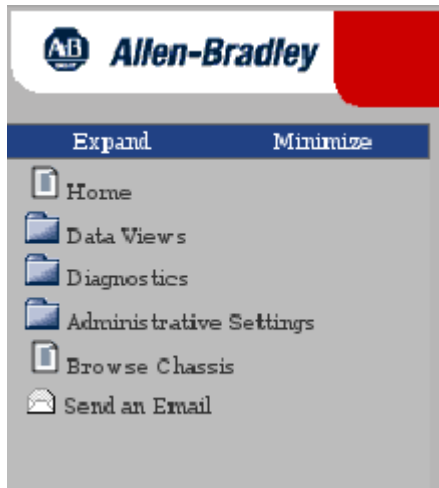 AB Allen-Bradley
Expand Minimize
Home
Data Views
Diagnostics
Administrative Settings
Browse Chassis
Send an Email